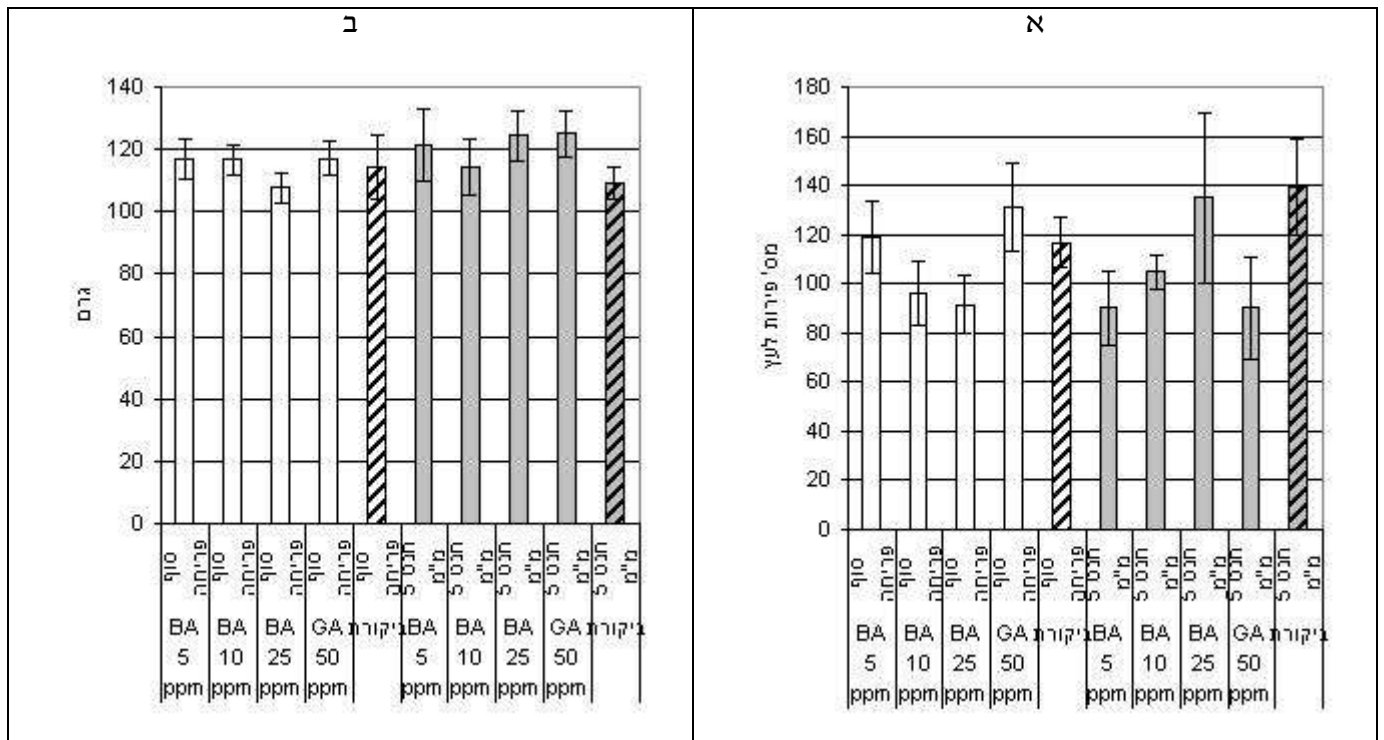 א
180
160
140
120
100
80
60
40
20
0
מס' פירות לעץ
סוף פריחה
סוף פריחה
סוף פריחה
סוף פריחה
סוף פריחה
חנט 5 מ"מ
חנט 5 מ"מ
חנט 5 מ"מ
חנט 5 מ"מ
חנט 5 מ"מ
BA 5 ppm
BA 10 ppm
BA 25 ppm
GA 50 ppm
ביקורת
BA 5 ppm
BA 10 ppm
BA 25 ppm
GA 50 ppm
ביקורת
ב
140
120
100
80
60
40
20
0
גרם
סוף פריחה
סוף פריחה
סוף פריחה
סוף פריחה
סוף פריחה
חנט 5 מ"מ
חנט 5 מ"מ
חנט 5 מ"מ
חנט 5 מ"מ
חנט 5 מ"מ
BA 5 ppm
BA 10 ppm
BA 25 ppm
GA 50 ppm
ביקורת
BA 5 ppm
BA 10 ppm
BA 25 ppm
GA 50 ppm
ביקורת